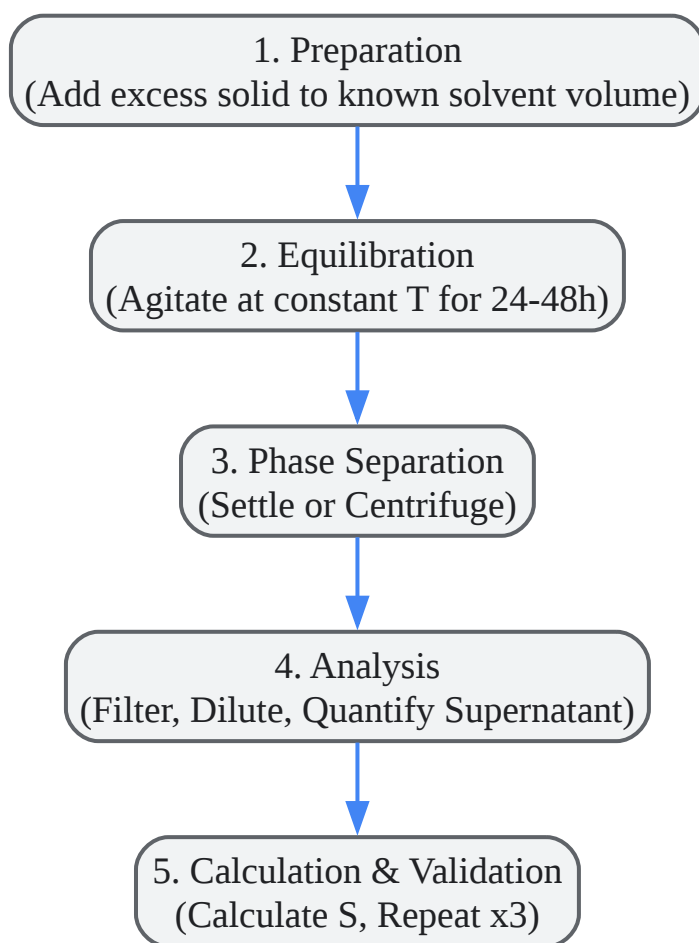 1. Preparation
(Add excess solid to known solvent volume)
2. Equilibration
(Agitate at constant T for 24-48h)
3. Phase Separation
(Settle or Centrifuge)
4. Analysis
(Filter, Dilute, Quantify Supernatant)
5. Calculation & Validation
(Calculate S, Repeat x3)